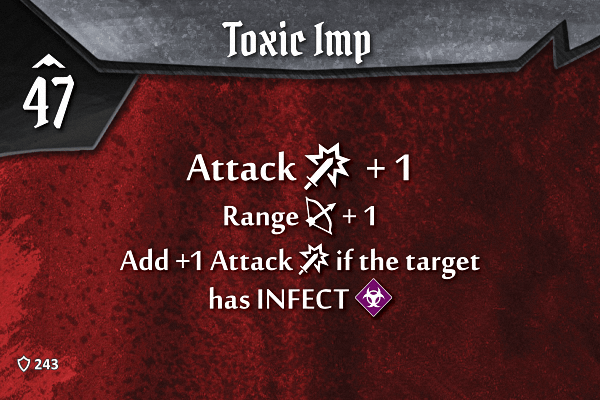 Toxic Imp
47
Attack + 1
Range + 1
Add +1 Attack if the target
has INFECT
243